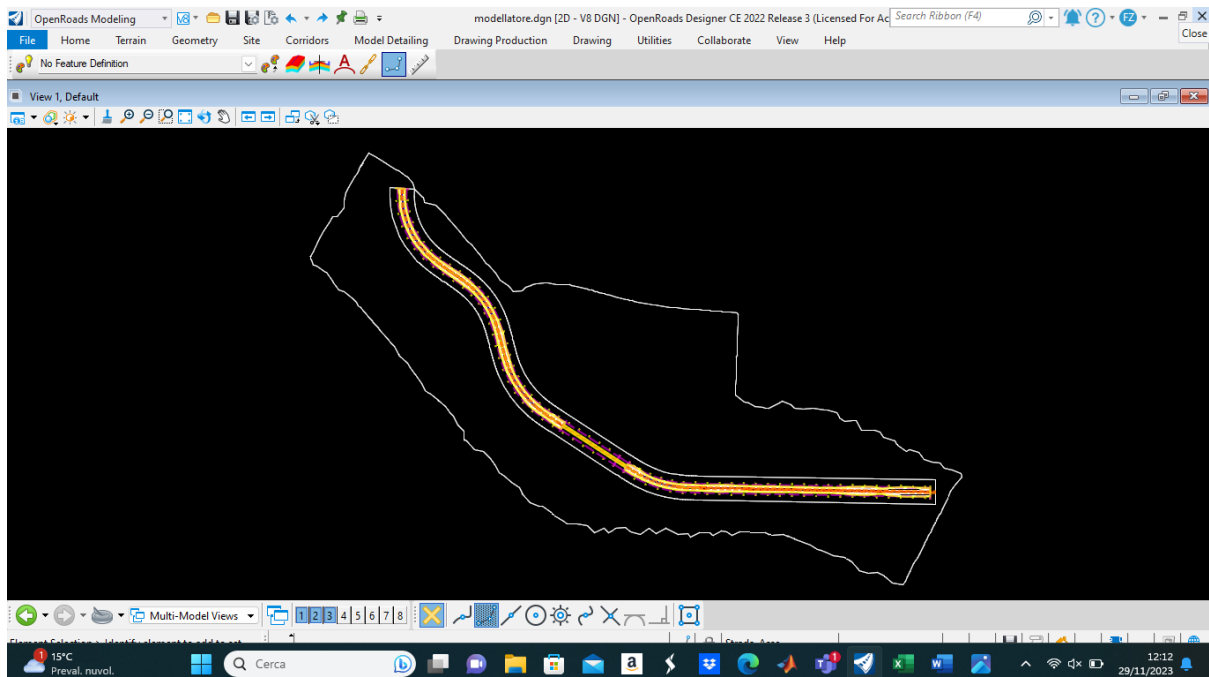 OpenRoads Modeling modellatore.dgn [2D - V8 DGN] - OpenRoads Designer CE 2022 Release 3 (Licensed For Ac Search Ribbon (F4) ? FZ
File Home Terrain Geometry Site Corridors Model Detailing Drawing Production Drawing Utilities Collaborate View Help Close
No Feature Definition
View 1, Default
Multi-Model Views 1 2 3 4 5 6 7 8
Element Selection > Identify element to add to set
1 15°C Cerca 12:12
Preval. nuvol. 29/11/2023